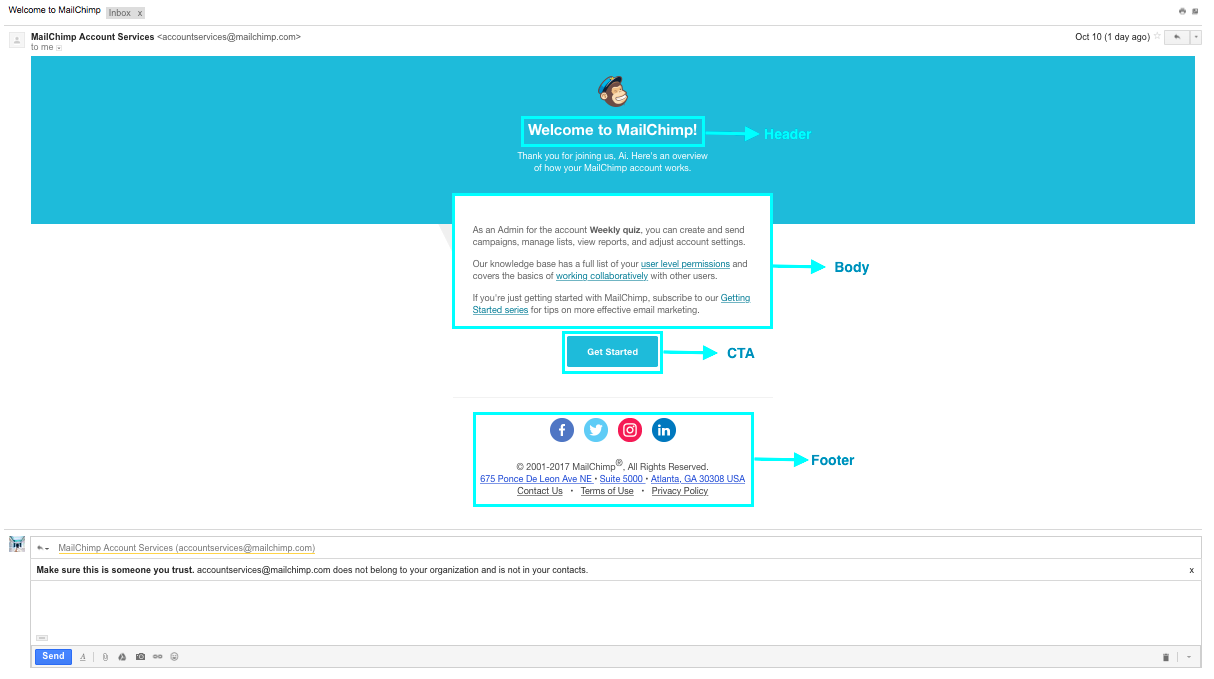 Welcome to MailChimp Inbox x
MailChimp Account Services <accountservices@mailchimp.com>
Oct 10 (1 day ago)
to me
Welcome to MailChimp!
Header
Thank you for joining us, Ai. Here's an overview
of how your MailChimp account works.
As an Admin for the account Weekly quiz, you can create and send
campaigns, manage lists, view reports, and adjust account settings.
Our knowledge base has a full list of your user level permissions and
covers the basics of working collaboratively with other users.
Body
If you're just getting started with MailChimp, subscribe to our Getting
Started series for tips on more effective email marketing.
Get Started
CTA
f in
© 2001-2017 MailChimp®, All Rights Reserved.
Footer
675 Ponce De Leon Ave NE • Suite 5000 • Atlanta, GA 30308 USA
Contact Us • Terms of Use • Privacy Policy
MailChimp Account Services (accountservices@mailchimp.com)
Make sure this is someone you trust. accountservices@mailchimp.com does not belong to your organization and is not in your contacts. x
Send A